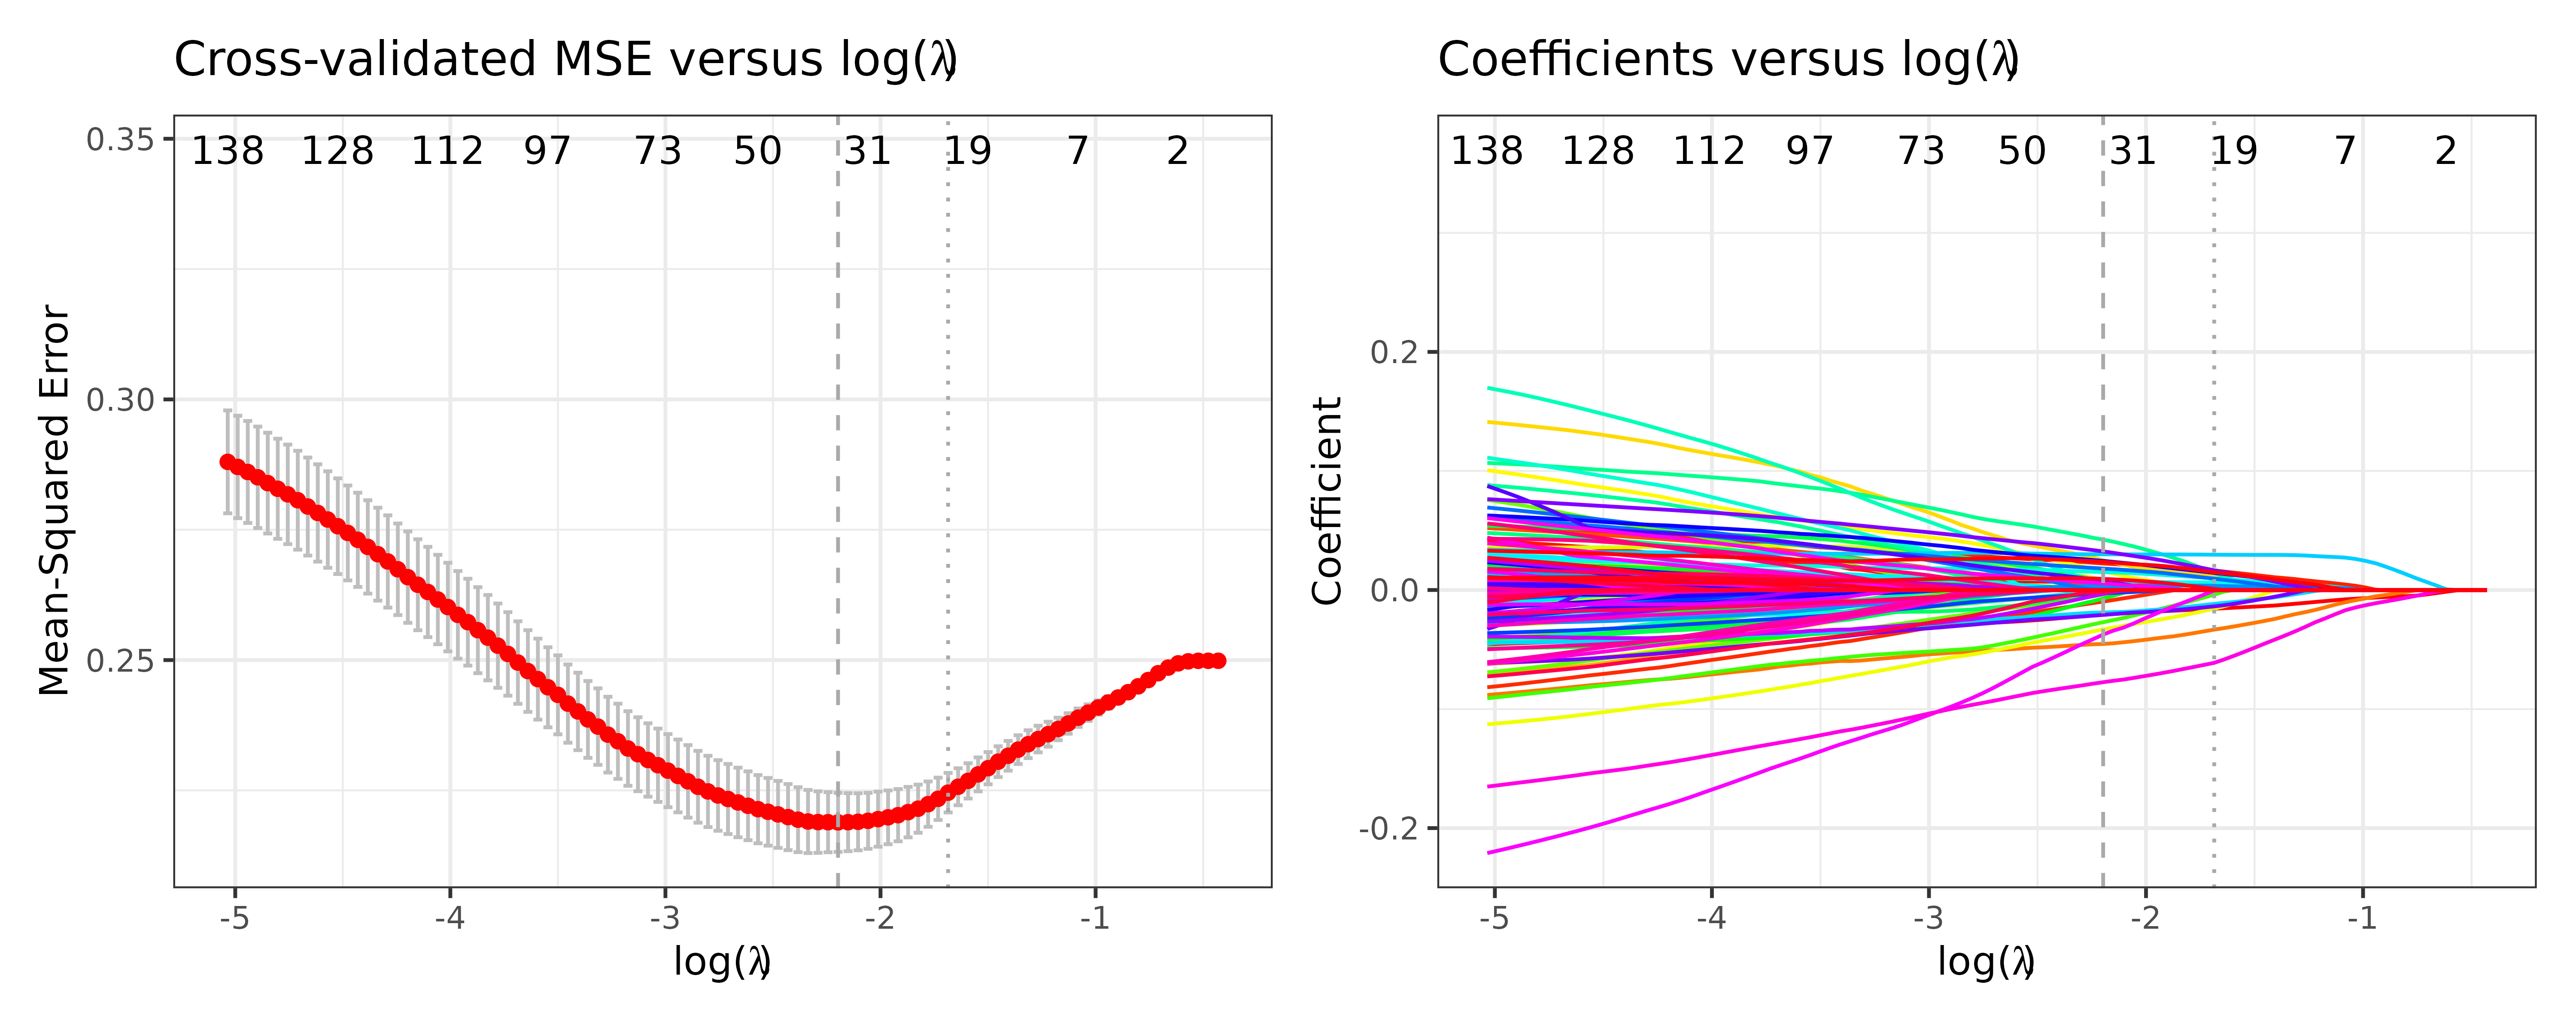 Cross-validated MSE versus log(λ)
138 128 112 97 73 50 31 19 7 2
0.35
0.30
0.25
Mean-Squared Error
-5 -4 -3 -2 -1
log(λ)
Coefficients versus log(λ)
138 128 112 97 73 50 31 19 7 2
0.2
0.0
-0.2
Coefficient
-5 -4 -3 -2 -1
log(λ)